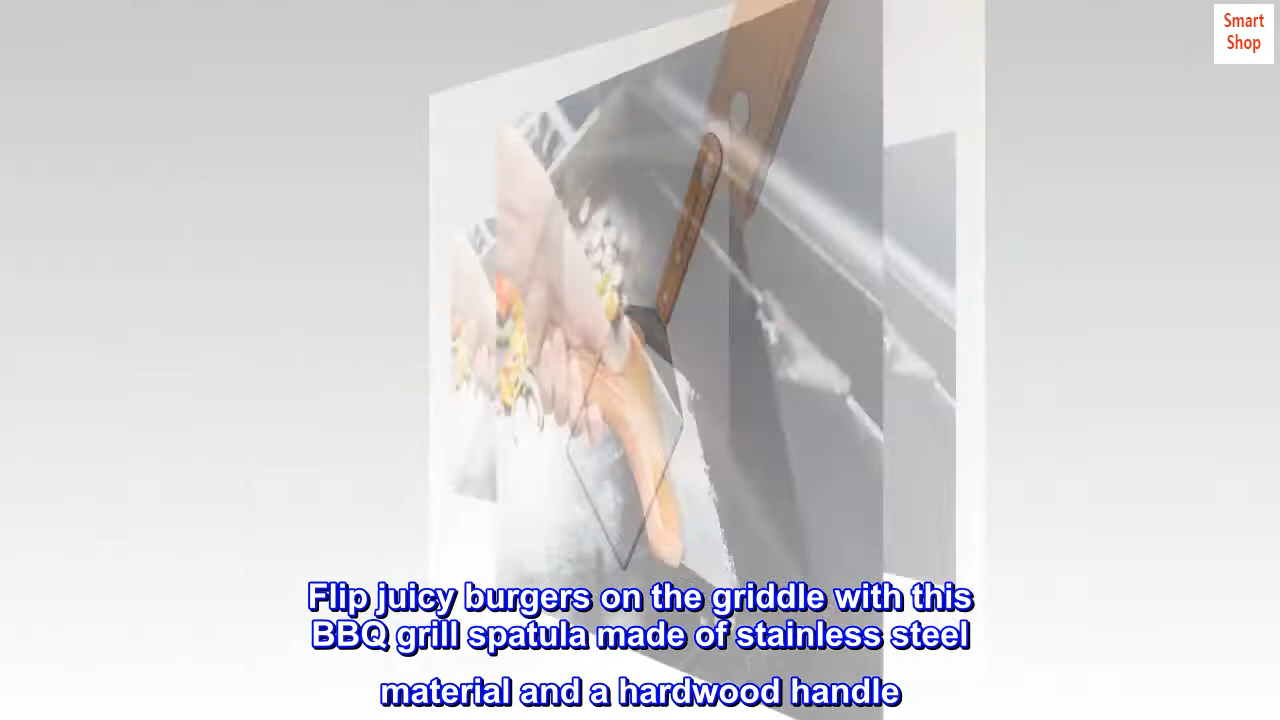 Smart
Shop
Flip juicy burgers on the griddle with this
BBQ grill spatula made of stainless steel
material and a hardwood handle